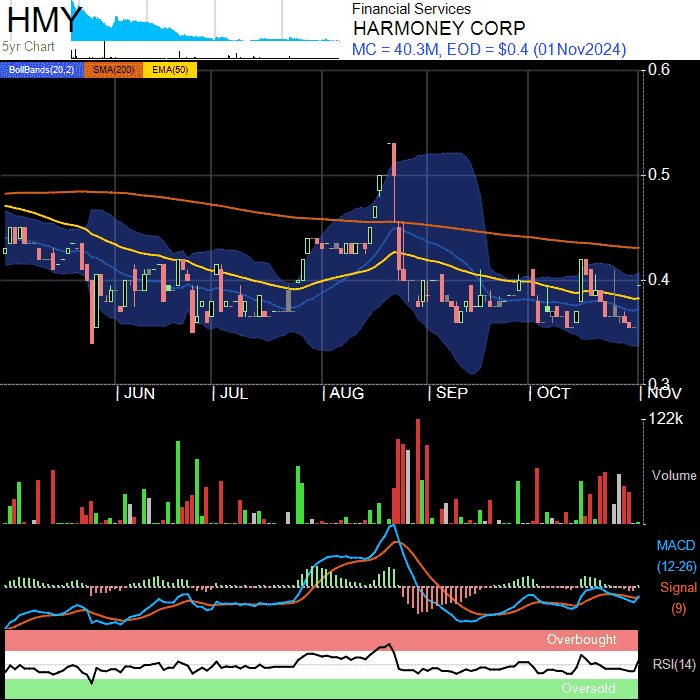 HMY
5yr Chart
Financial Services
HARMONEY CORP
MC = 40.3M, EOD = $0.4 (01Nov2024)
BollBands(20,2) SMA(200) EMA(50)
0.6
0.5
0.4
0.3
| JUN | JUL | AUG | SEP | OCT | NOV
122k
Volume
MACD
(12-26)
Signal
(9)
Overbought
RSI(14)
Oversold